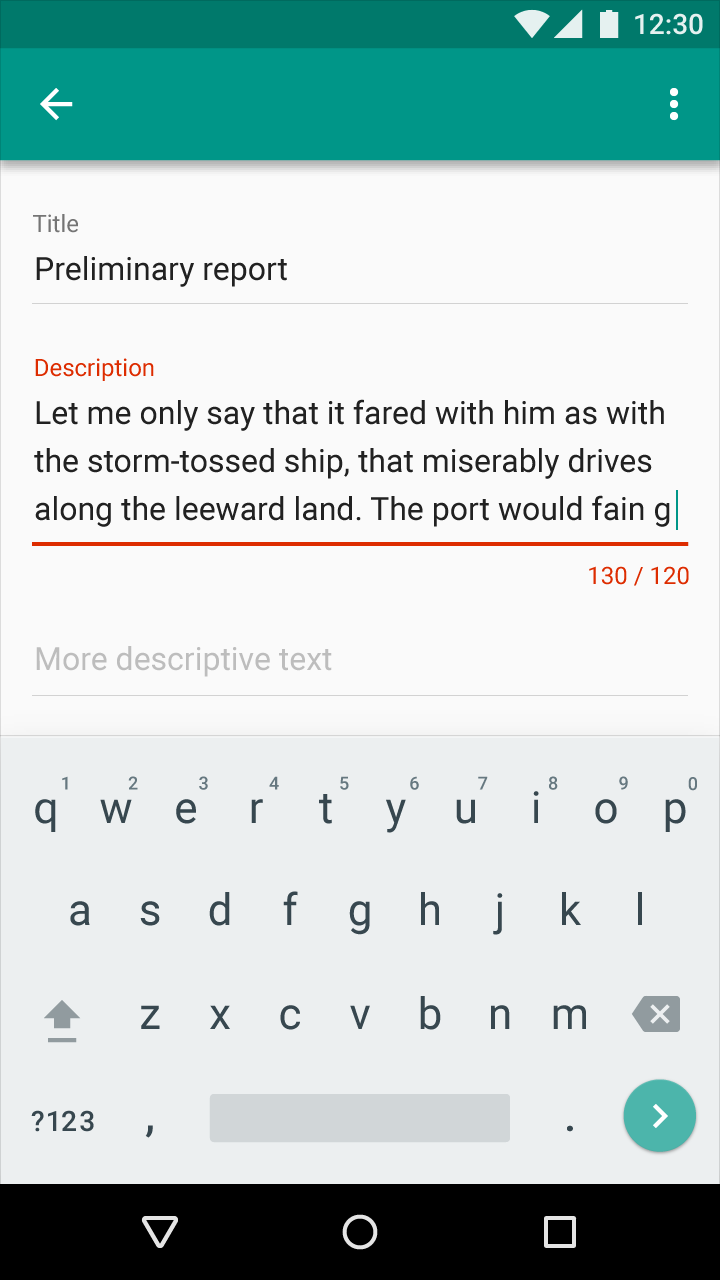 12:30
Title
Preliminary report
Description
Let me only say that it fared with him as with
the storm-tossed ship, that miserably drives
along the leeward land. The port would fain g
130 / 120
More descriptive text
1 2 3 4 5 6 7 8 9 0
q w e r t y u i o p
a s d f g h j k l
z x c v b n m
?123 , .